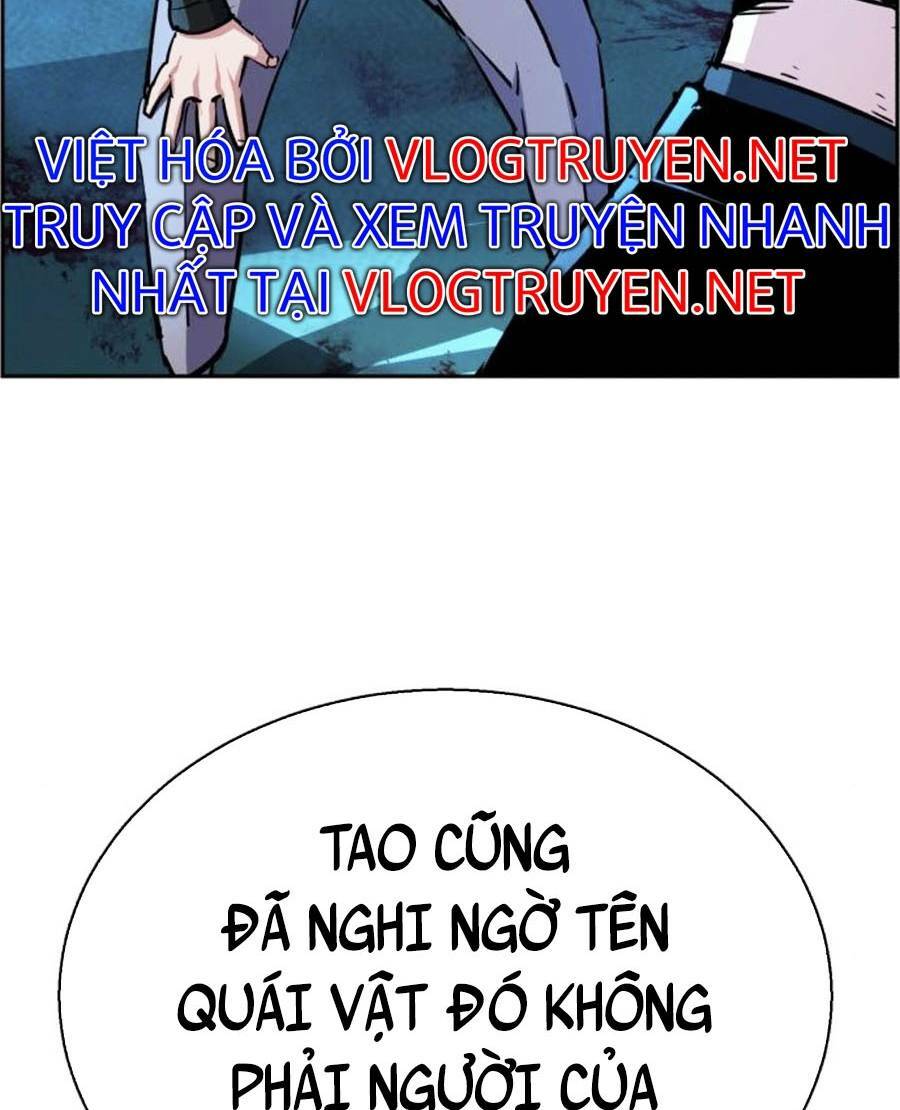 VIỆT HÓA BỞI VLOGTRUYEN.NET
TRUY CẬP VÀ XEM TRUYỆN NHANH
NHẤT TẠI VLOGTRUYEN.NET
TAO CŨNG
ĐÃ NGHI NGỜ TÊN
QUÁI VẬT ĐÓ KHÔNG
PHẢI NGƯỜI CỦA